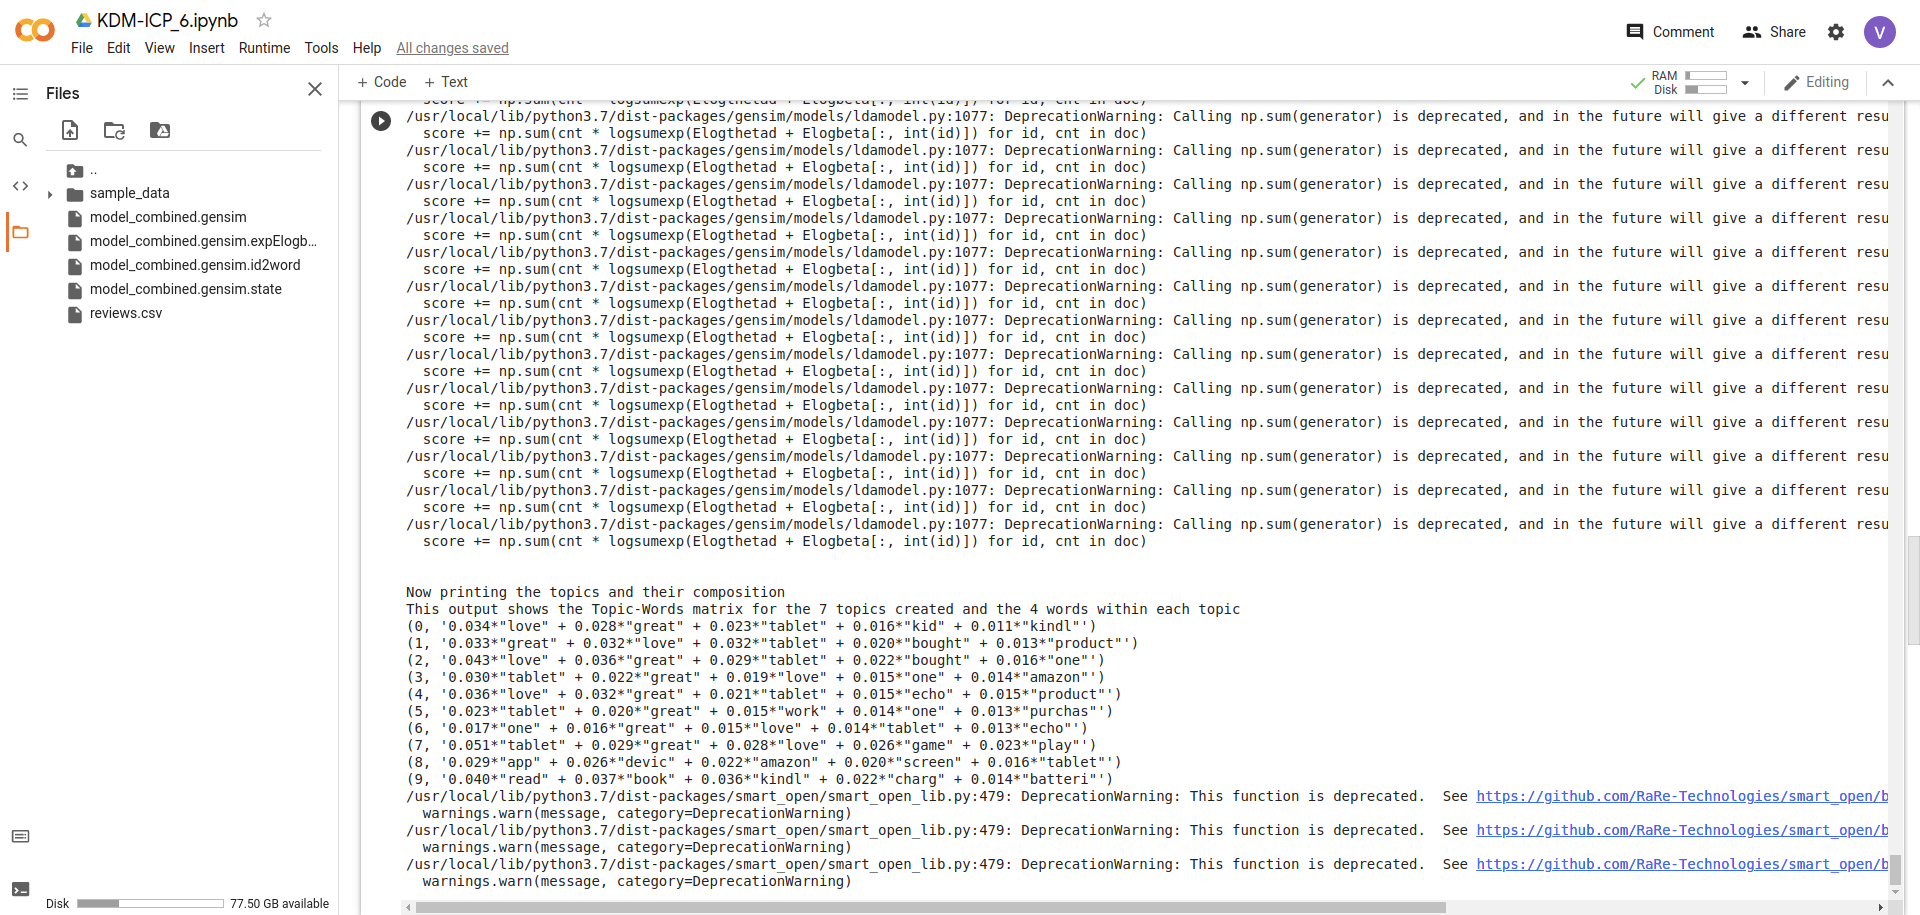 KDM-ICP_6.ipynb
File Edit View Insert Runtime Tools Help All changes saved
Comment Share V
Files
+ Code + Text
RAM
Disk
Editing
..
sample_data
model_combined.gensim
model_combined.gensim.expElogb...
model_combined.gensim.id2word
model_combined.gensim.state
reviews.csv
Disk 77.50 GB available
score += np.sum(cnt * logsumexp(Elogthetad + Elogbeta[:, int(id)]) for id, cnt in doc)
/usr/local/lib/python3.7/dist-packages/gensim/models/ldamodel.py:1077: DeprecationWarning: Calling np.sum(generator) is deprecated, and in the future will give a different resu
score += np.sum(cnt * logsumexp(Elogthetad + Elogbeta[:, int(id)]) for id, cnt in doc)
/usr/local/lib/python3.7/dist-packages/gensim/models/ldamodel.py:1077: DeprecationWarning: Calling np.sum(generator) is deprecated, and in the future will give a different resu
score += np.sum(cnt * logsumexp(Elogthetad + Elogbeta[:, int(id)]) for id, cnt in doc)
/usr/local/lib/python3.7/dist-packages/gensim/models/ldamodel.py:1077: DeprecationWarning: Calling np.sum(generator) is deprecated, and in the future will give a different resu
score += np.sum(cnt * logsumexp(Elogthetad + Elogbeta[:, int(id)]) for id, cnt in doc)
/usr/local/lib/python3.7/dist-packages/gensim/models/ldamodel.py:1077: DeprecationWarning: Calling np.sum(generator) is deprecated, and in the future will give a different resu
score += np.sum(cnt * logsumexp(Elogthetad + Elogbeta[:, int(id)]) for id, cnt in doc)
/usr/local/lib/python3.7/dist-packages/gensim/models/ldamodel.py:1077: DeprecationWarning: Calling np.sum(generator) is deprecated, and in the future will give a different resu
score += np.sum(cnt * logsumexp(Elogthetad + Elogbeta[:, int(id)]) for id, cnt in doc)
/usr/local/lib/python3.7/dist-packages/gensim/models/ldamodel.py:1077: DeprecationWarning: Calling np.sum(generator) is deprecated, and in the future will give a different resu
score += np.sum(cnt * logsumexp(Elogthetad + Elogbeta[:, int(id)]) for id, cnt in doc)
/usr/local/lib/python3.7/dist-packages/gensim/models/ldamodel.py:1077: DeprecationWarning: Calling np.sum(generator) is deprecated, and in the future will give a different resu
score += np.sum(cnt * logsumexp(Elogthetad + Elogbeta[:, int(id)]) for id, cnt in doc)
/usr/local/lib/python3.7/dist-packages/gensim/models/ldamodel.py:1077: DeprecationWarning: Calling np.sum(generator) is deprecated, and in the future will give a different resu
score += np.sum(cnt * logsumexp(Elogthetad + Elogbeta[:, int(id)]) for id, cnt in doc)
/usr/local/lib/python3.7/dist-packages/gensim/models/ldamodel.py:1077: DeprecationWarning: Calling np.sum(generator) is deprecated, and in the future will give a different resu
score += np.sum(cnt * logsumexp(Elogthetad + Elogbeta[:, int(id)]) for id, cnt in doc)
/usr/local/lib/python3.7/dist-packages/gensim/models/ldamodel.py:1077: DeprecationWarning: Calling np.sum(generator) is deprecated, and in the future will give a different resu
score += np.sum(cnt * logsumexp(Elogthetad + Elogbeta[:, int(id)]) for id, cnt in doc)
/usr/local/lib/python3.7/dist-packages/gensim/models/ldamodel.py:1077: DeprecationWarning: Calling np.sum(generator) is deprecated, and in the future will give a different resu
score += np.sum(cnt * logsumexp(Elogthetad + Elogbeta[:, int(id)]) for id, cnt in doc)
/usr/local/lib/python3.7/dist-packages/gensim/models/ldamodel.py:1077: DeprecationWarning: Calling np.sum(generator) is deprecated, and in the future will give a different resu
score += np.sum(cnt * logsumexp(Elogthetad + Elogbeta[:, int(id)]) for id, cnt in doc)
/usr/local/lib/python3.7/dist-packages/gensim/models/ldamodel.py:1077: DeprecationWarning: Calling np.sum(generator) is deprecated, and in the future will give a different resu
score += np.sum(cnt * logsumexp(Elogthetad + Elogbeta[:, int(id)]) for id, cnt in doc)
Now printing the topics and their composition
This output shows the Topic-Words matrix for the 7 topics created and the 4 words within each topic
(0, '0.034*"love" + 0.028*"great" + 0.023*"tablet" + 0.016*"kid" + 0.011*"kindl"')
(1, '0.033*"great" + 0.032*"love" + 0.032*"tablet" + 0.020*"bought" + 0.013*"product"')
(2, '0.043*"love" + 0.036*"great" + 0.029*"tablet" + 0.022*"bought" + 0.016*"one"')
(3, '0.030*"tablet" + 0.022*"great" + 0.019*"love" + 0.015*"one" + 0.014*"amazon"')
(4, '0.036*"love" + 0.032*"great" + 0.021*"tablet" + 0.015*"echo" + 0.015*"product"')
(5, '0.023*"tablet" + 0.020*"great" + 0.015*"work" + 0.014*"one" + 0.013*"purchas"')
(6, '0.017*"one" + 0.016*"great" + 0.015*"love" + 0.014*"tablet" + 0.013*"echo"')
(7, '0.051*"tablet" + 0.029*"great" + 0.028*"love" + 0.026*"game" + 0.023*"play"')
(8, '0.029*"app" + 0.026*"devic" + 0.022*"amazon" + 0.020*"screen" + 0.016*"tablet"')
(9, '0.040*"read" + 0.037*"book" + 0.036*"kindl" + 0.022*"charg" + 0.014*"batteri"')
/usr/local/lib/python3.7/dist-packages/smart_open/smart_open_lib.py:479: DeprecationWarning: This function is deprecated.  See https://github.com/RaRe-Technologies/smart_open/b
warnings.warn(message, category=DeprecationWarning)
/usr/local/lib/python3.7/dist-packages/smart_open/smart_open_lib.py:479: DeprecationWarning: This function is deprecated.  See https://github.com/RaRe-Technologies/smart_open/b
warnings.warn(message, category=DeprecationWarning)
/usr/local/lib/python3.7/dist-packages/smart_open/smart_open_lib.py:479: DeprecationWarning: This function is deprecated.  See https://github.com/RaRe-Technologies/smart_open/b
warnings.warn(message, category=DeprecationWarning)